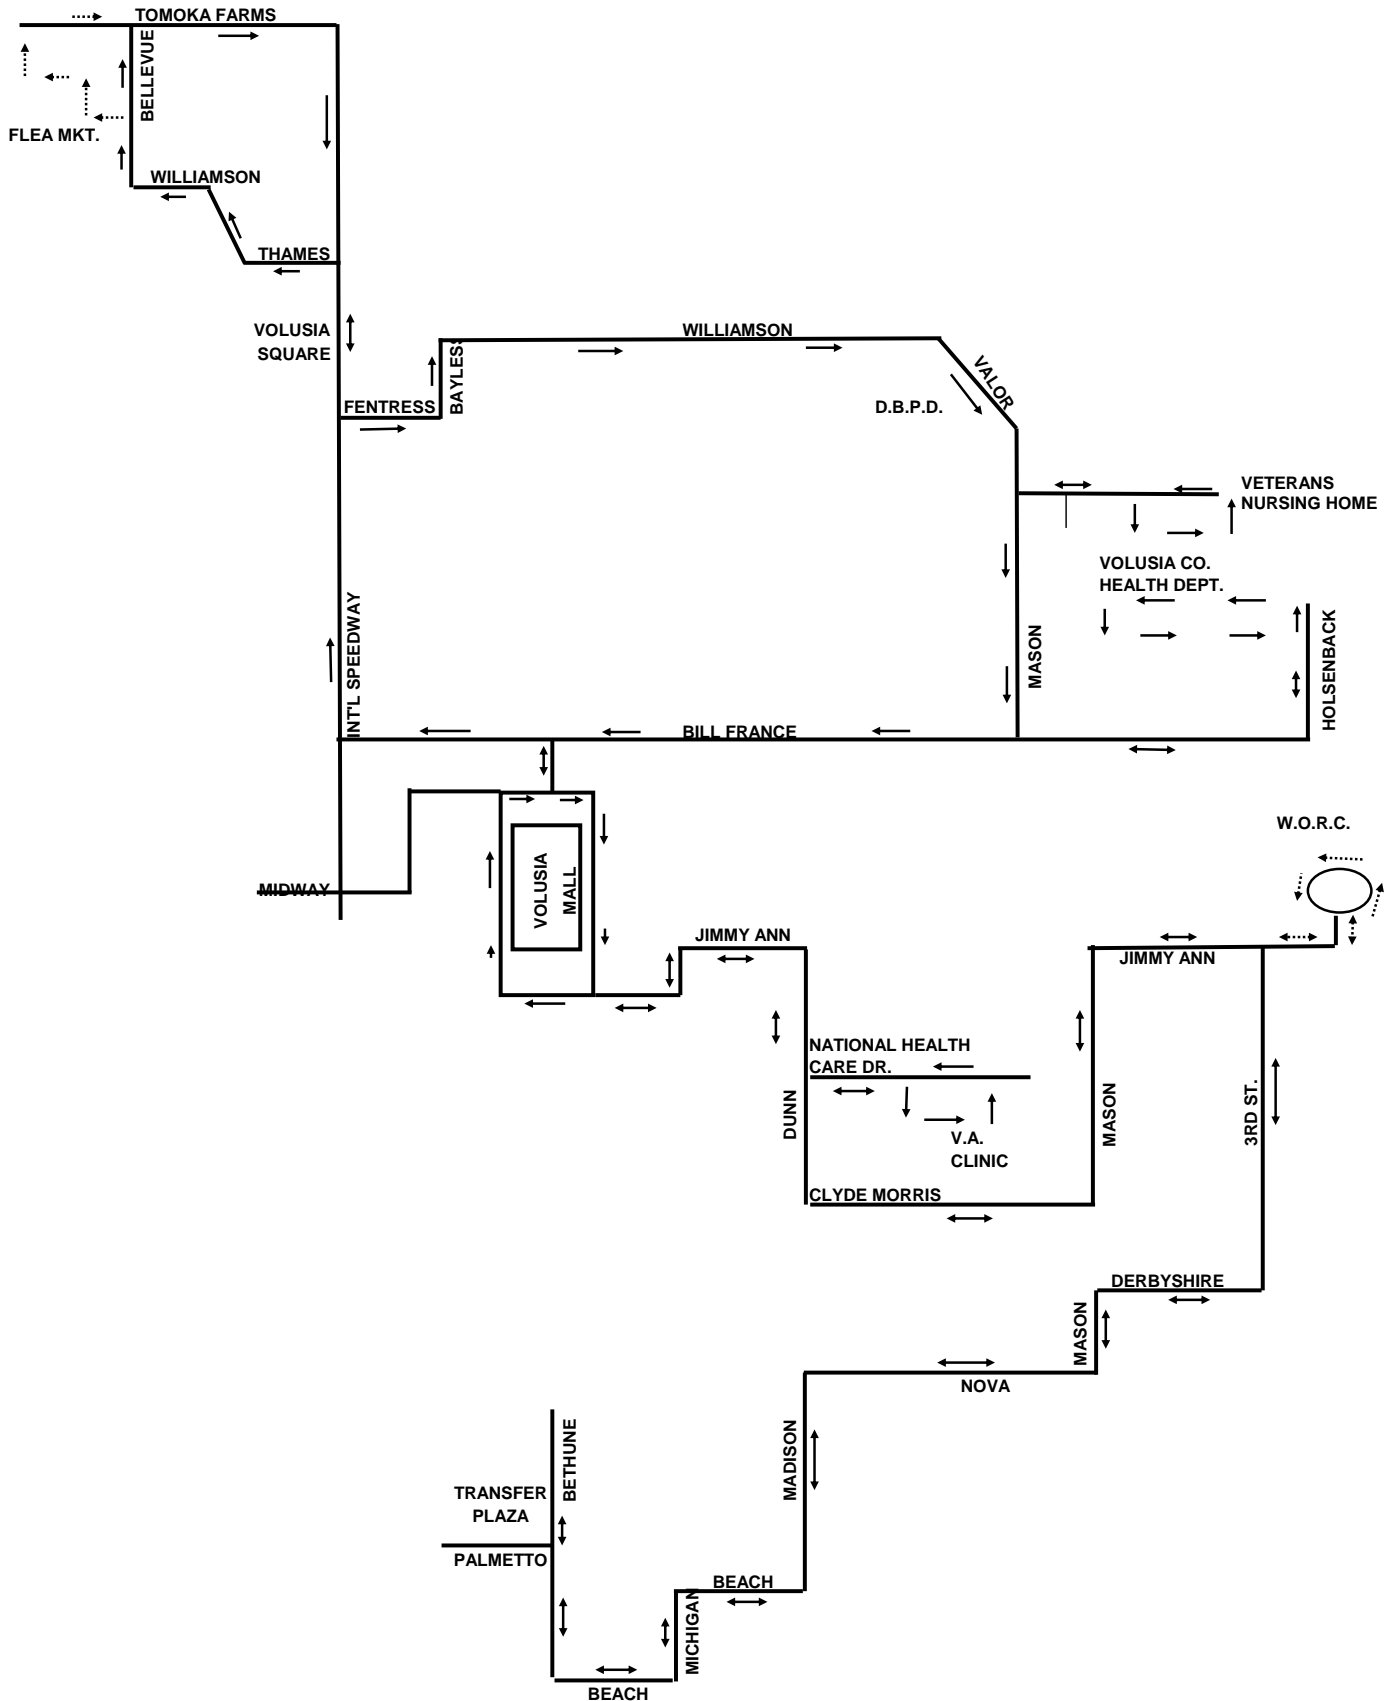 TOMOKA FARMS
BELLEVUE
FLEA MKT.
WILLIAMSON
THAMES
VOLUSIA
SQUARE
WILLIAMSON
BAYLESS
FENTRESS
VALOR
D.B.P.D.
VETERANS
NURSING HOME
VOLUSIA CO.
HEALTH DEPT.
INT'L SPEEDWAY
MASON
HOLSENBACK
BILL FRANCE
W.O.R.C.
MIDWAY
VOLUSIA
MALL
JIMMY ANN
JIMMY ANN
NATIONAL HEALTH
CARE DR.
DUNN
MASON
3RD ST.
V.A.
CLINIC
CLYDE MORRIS
DERBYSHIRE
MASON
NOVA
BETHUNE
MADISON
TRANSFER
PLAZA
PALMETTO
BEACH
MICHIGAN
BEACH